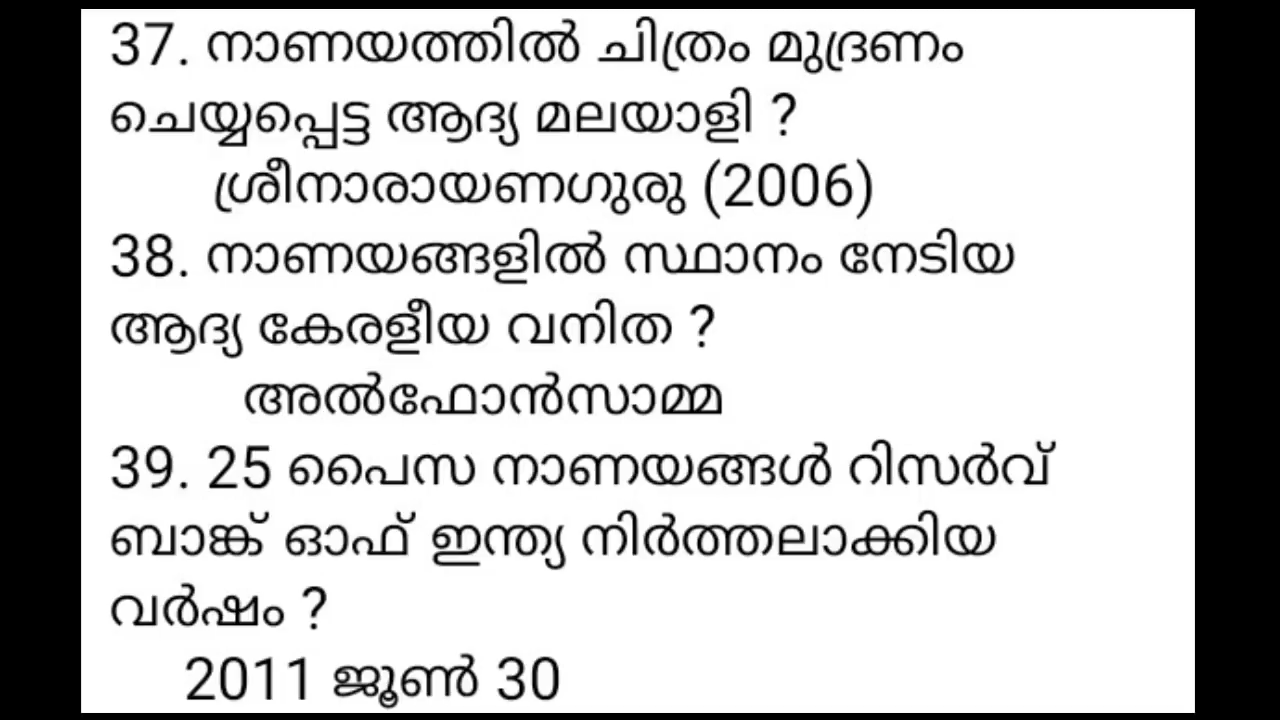 37. നാണയത്തിൽ ചിത്രം മുദ്രണം
ചെയ്യപ്പെട്ട ആദ്യ മലയാളി ?
ശ്രീനാരായണഗുരു (2006)
38. നാണയങ്ങളിൽ സ്ഥാനം നേടിയ
ആദ്യ കേരളീയ വനിത ?
അൽഫോൻസാമ്മ
39. 25 പൈസ നാണയങ്ങൾ റിസർവ്
ബാങ്ക് ഓഫ് ഇന്ത്യ നിർത്തലാക്കിയ
വർഷം ?
2011 ജൂൺ 30